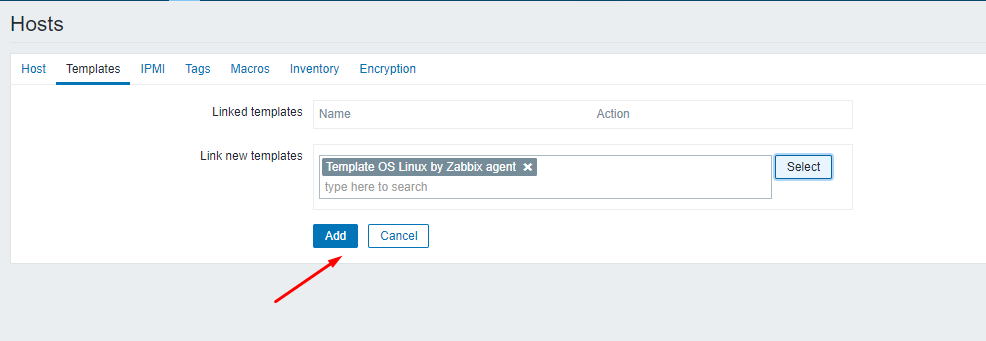 Hosts
Host Templates IPMI Tags Macros Inventory Encryption
Linked templates Name Action
Link new templates Template OS Linux by Zabbix agent Select
type here to search
Add Cancel